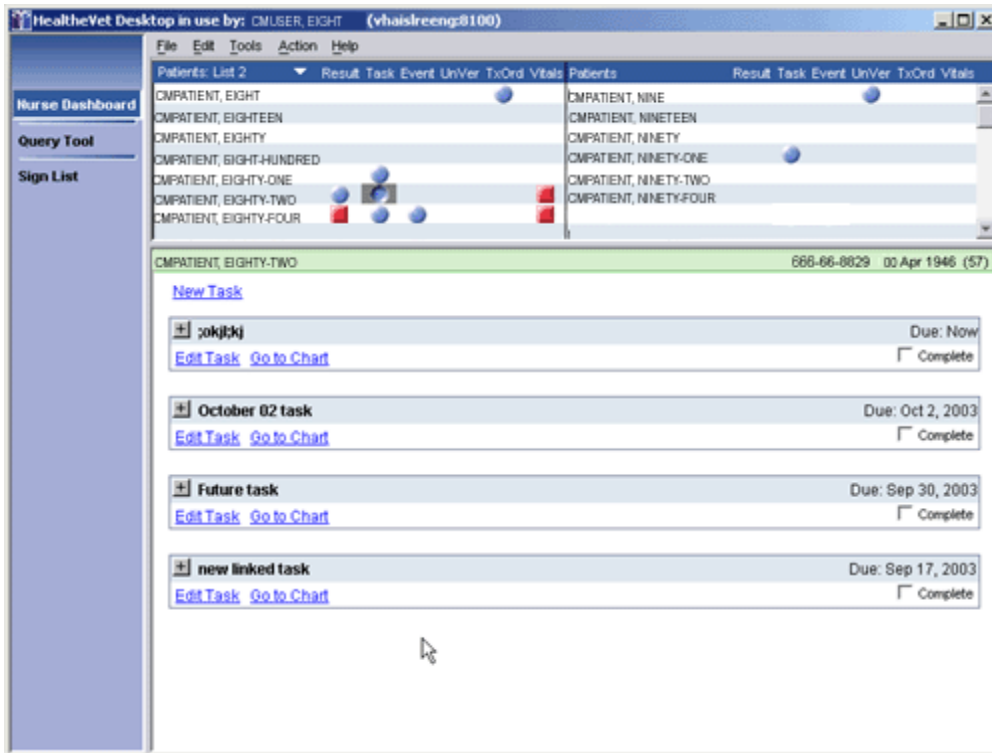 HealtheVet Desktop in use by: CMUSER, EIGHT (vhaislreeng:8100)
File Edit Tools Action Help
Nurse Dashboard
Query Tool
Sign List
Patients: List 2 Result Task Event UnVer TxOrd Vitals
CMPATIENT, EIGHT
CMPATIENT, EIGHTEEN
CMPATIENT, EIGHTY
CMPATIENT, EIGHT-HUNDRED
CMPATIENT, EIGHTY-ONE
CMPATIENT, EIGHTY-TWO
CMPATIENT, EIGHTY-FOUR
Patients Result Task Event UnVer TxOrd Vitals
CMPATIENT, NINE
CMPATIENT, NINETEEN
CMPATIENT, NINETY
CMPATIENT, NINETY-ONE
CMPATIENT, NINETY-TWO
CMPATIENT, NINETY-FOUR
CMPATIENT, EIGHTY-TWO 666-66-8829 00 Apr 1946 (57)
New Task
;okjl;kj Due: Now
Edit Task Go to Chart Complete
October 02 task Due: Oct 2, 2003
Edit Task Go to Chart Complete
Future task Due: Sep 30, 2003
Edit Task Go to Chart Complete
new linked task Due: Sep 17, 2003
Edit Task Go to Chart Complete